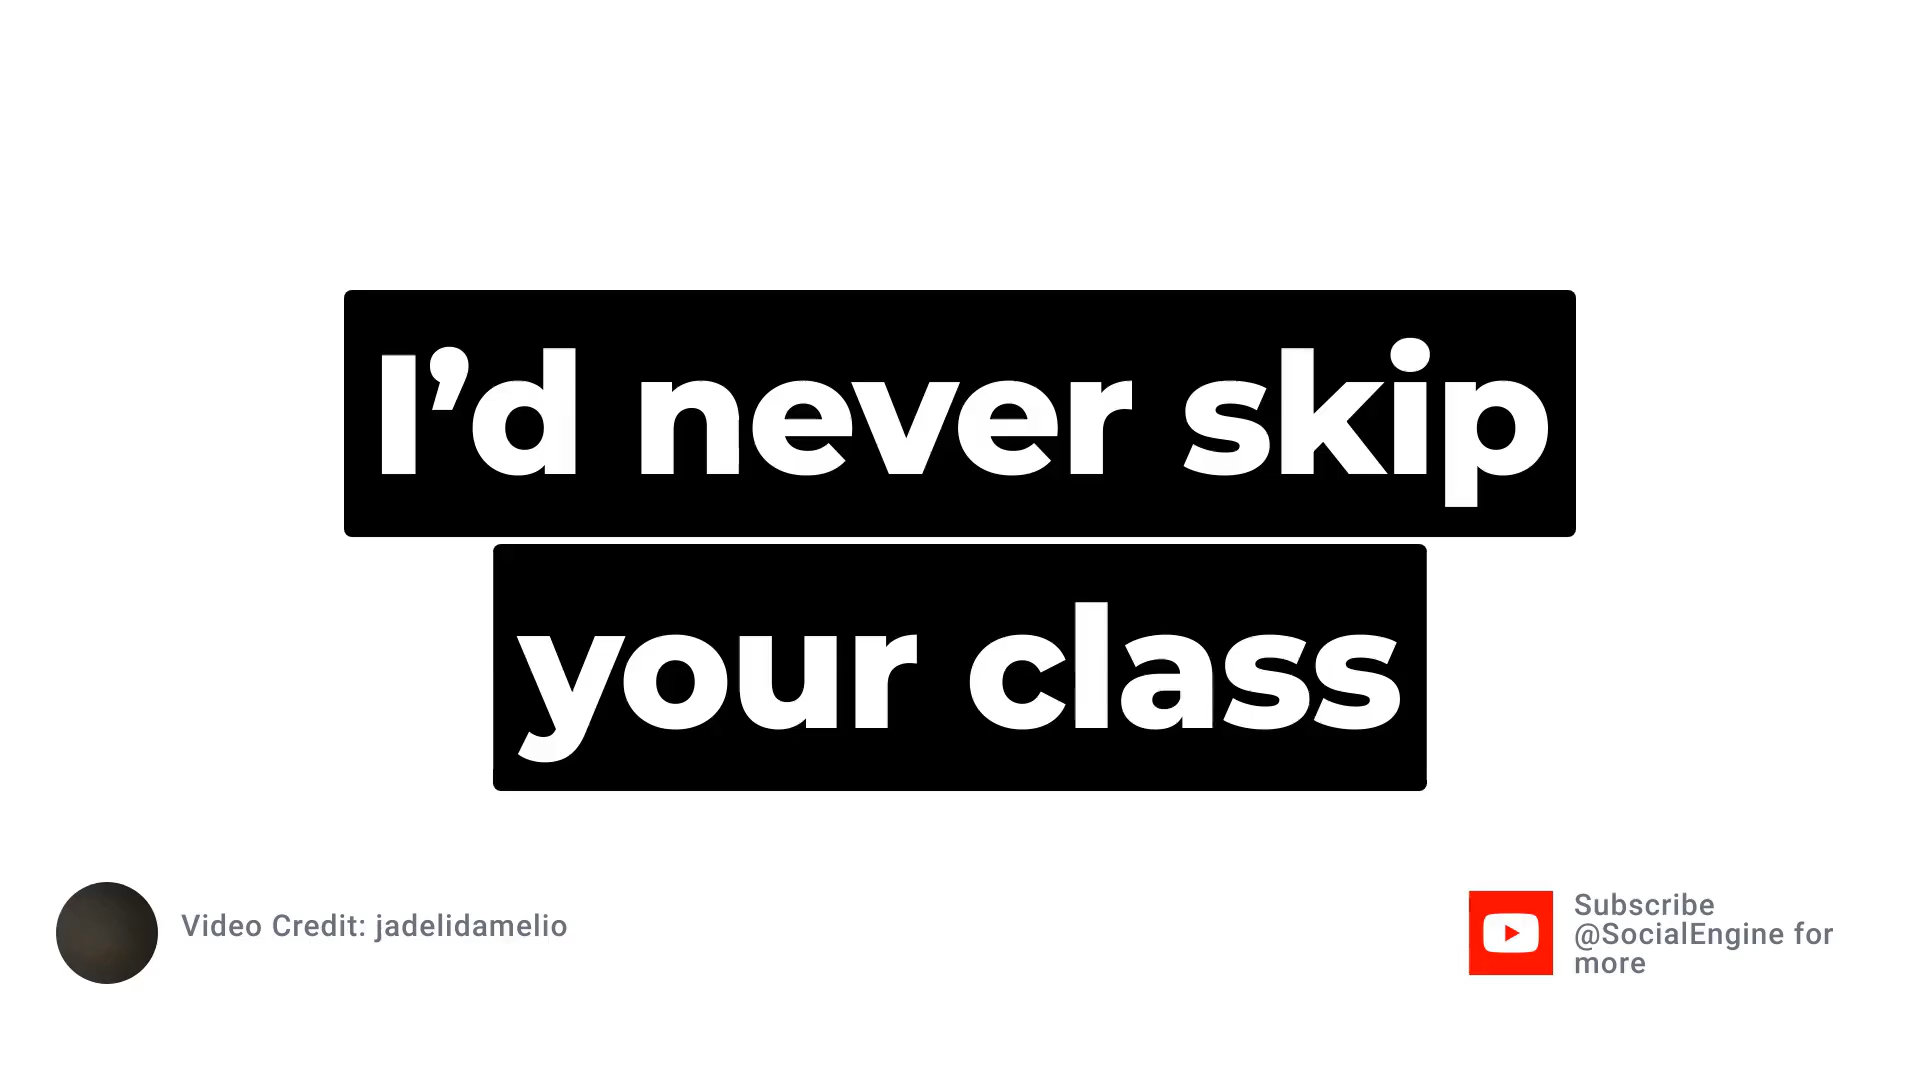 I’d never skip
your class
Video Credit: jadelidamelio
Subscribe
@SocialEngine for
more